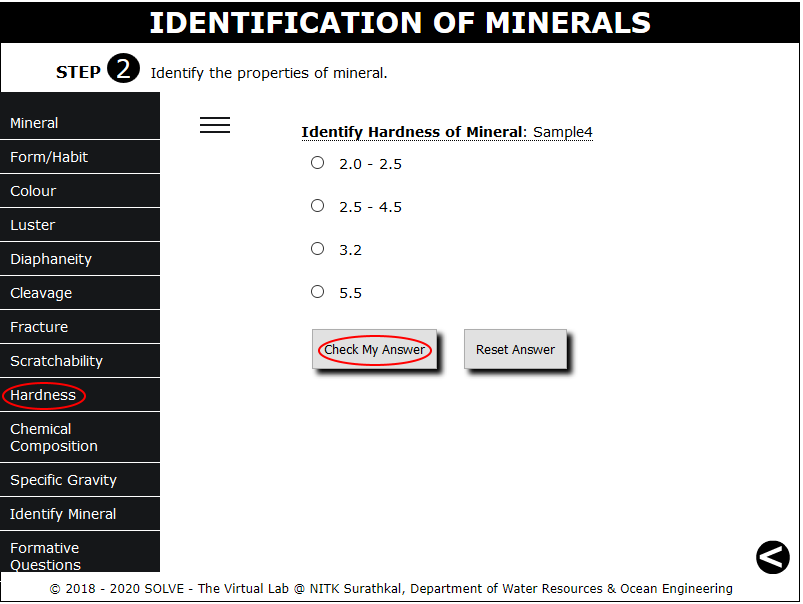 IDENTIFICATION OF MINERALS
STEP 2 Identify the properties of mineral.
Mineral
Form/Habit
Colour
Luster
Diaphaneity
Cleavage
Fracture
Scratchability
Hardness
Chemical
Composition
Specific Gravity
Identify Mineral
Formative
Questions
Identify Hardness of Mineral: Sample4
2.0 - 2.5
2.5 - 4.5
3.2
5.5
Check My Answer
Reset Answer
© 2018 - 2020 SOLVE - The Virtual Lab @ NITK Surathkal, Department of Water Resources & Ocean Engineering